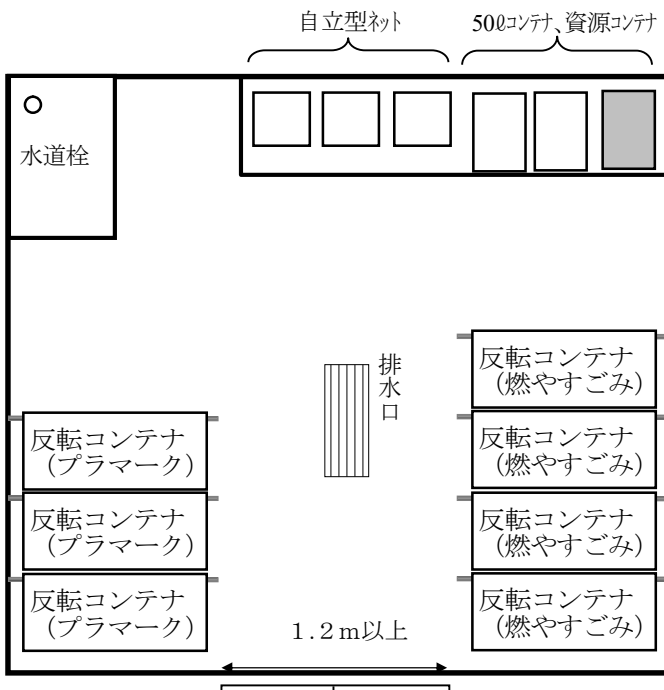 自立型ネット
50ℓコンテナ、資源コンテナ
水道栓
排水口
反転コンテナ
(燃やすごみ)
反転コンテナ
(プラマーク)
反転コンテナ
(燃やすごみ)
反転コンテナ
(プラマーク)
反転コンテナ
(燃やすごみ)
反転コンテナ
(プラマーク)
反転コンテナ
(燃やすごみ)
1.2m以上